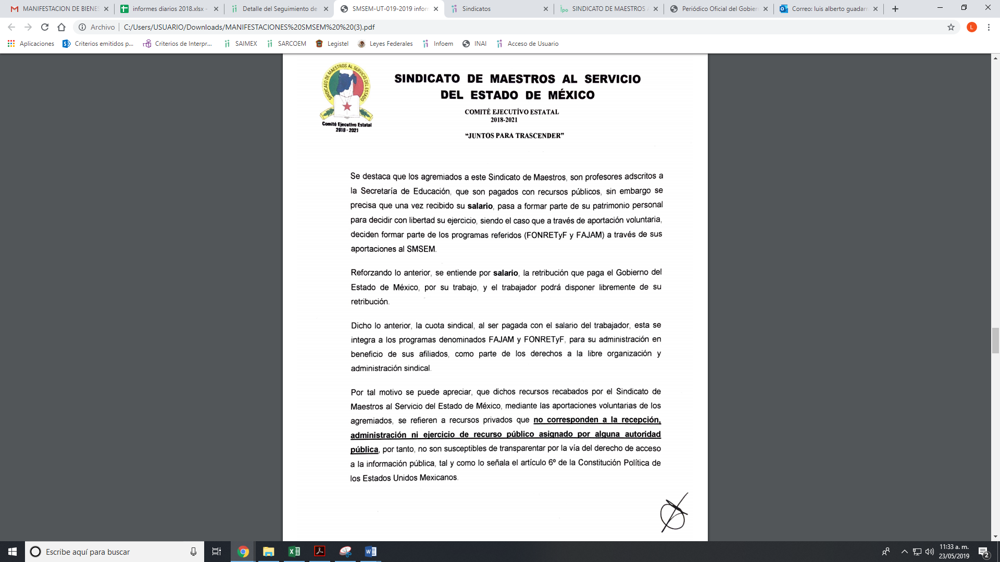 MANIFESTACION DE BIENES
informes diarios 2018.xlsx -
Detalle del Seguimiento de
SMSEM-UT-019-2019 infor
Sindicatos
ipo SINDICATO DE MAESTROS A
Periódico Oficial del Gobiern
Correo: luis alberto guadarr
Archivo C:/Users/USUARIO/Downloads/MANIFESTACIONES%20SMSEM%20%20(3).pdf
L
Aplicaciones Criterios emitidos p... Criterios de Interpr... SAIMEX SARCOEM Legistel Leyes Federales Infoem INAI Acceso de Usuario
SINDICATO DE MAESTROS AL SERVICIO DEL ESTADO
Comité Ejecutivo Estatal
2018 - 2021
SINDICATO DE MAESTROS AL SERVICIO
DEL ESTADO DE MÉXICO
COMITÉ EJECUTÍVO ESTATAL
2018-2021
“JUNTOS PARA TRASCENDER”
Se destaca que los agremiados a este Sindicato de Maestros, son profesores adscritos a
la Secretaría de Educación, que son pagados con recursos públicos, sin embargo se
precisa que una vez recibido su salario, pasa a formar parte de su patrimonio personal
para decidir con libertad su ejercicio, siendo el caso que a través de aportación voluntaria,
deciden formar parte de los programas referidos (FONRETyF y FAJAM) a través de sus
aportaciones al SMSEM.
Reforzando lo anterior, se entiende por salario, la retribución que paga el Gobierno del
Estado de México, por su trabajo, y el trabajador podrá disponer libremente de su
retribución.
Dicho lo anterior, la cuota sindical, al ser pagada con el salario del trabajador, esta se
integra a los programas denominados FAJAM y FONRETyF, para su administración en
beneficio de sus afiliados, como parte de los derechos a la libre organización y
administración sindical.
Por tal motivo se puede apreciar, que dichos recursos recabados por el Sindicato de
Maestros al Servicio del Estado de México, mediante las aportaciones voluntarias de los
agremiados, se refieren a recursos privados que no corresponden a la recepción,
administración ni ejercicio de recurso público asignado por alguna autoridad
pública, por tanto, no son susceptibles de transparentar por la vía del derecho de acceso
a la información pública, tal y como lo señala el artículo 6º de la Constitución Política de
los Estados Unidos Mexicanos.
Escribe aquí para buscar
11:33 a. m.
23/05/2019
2